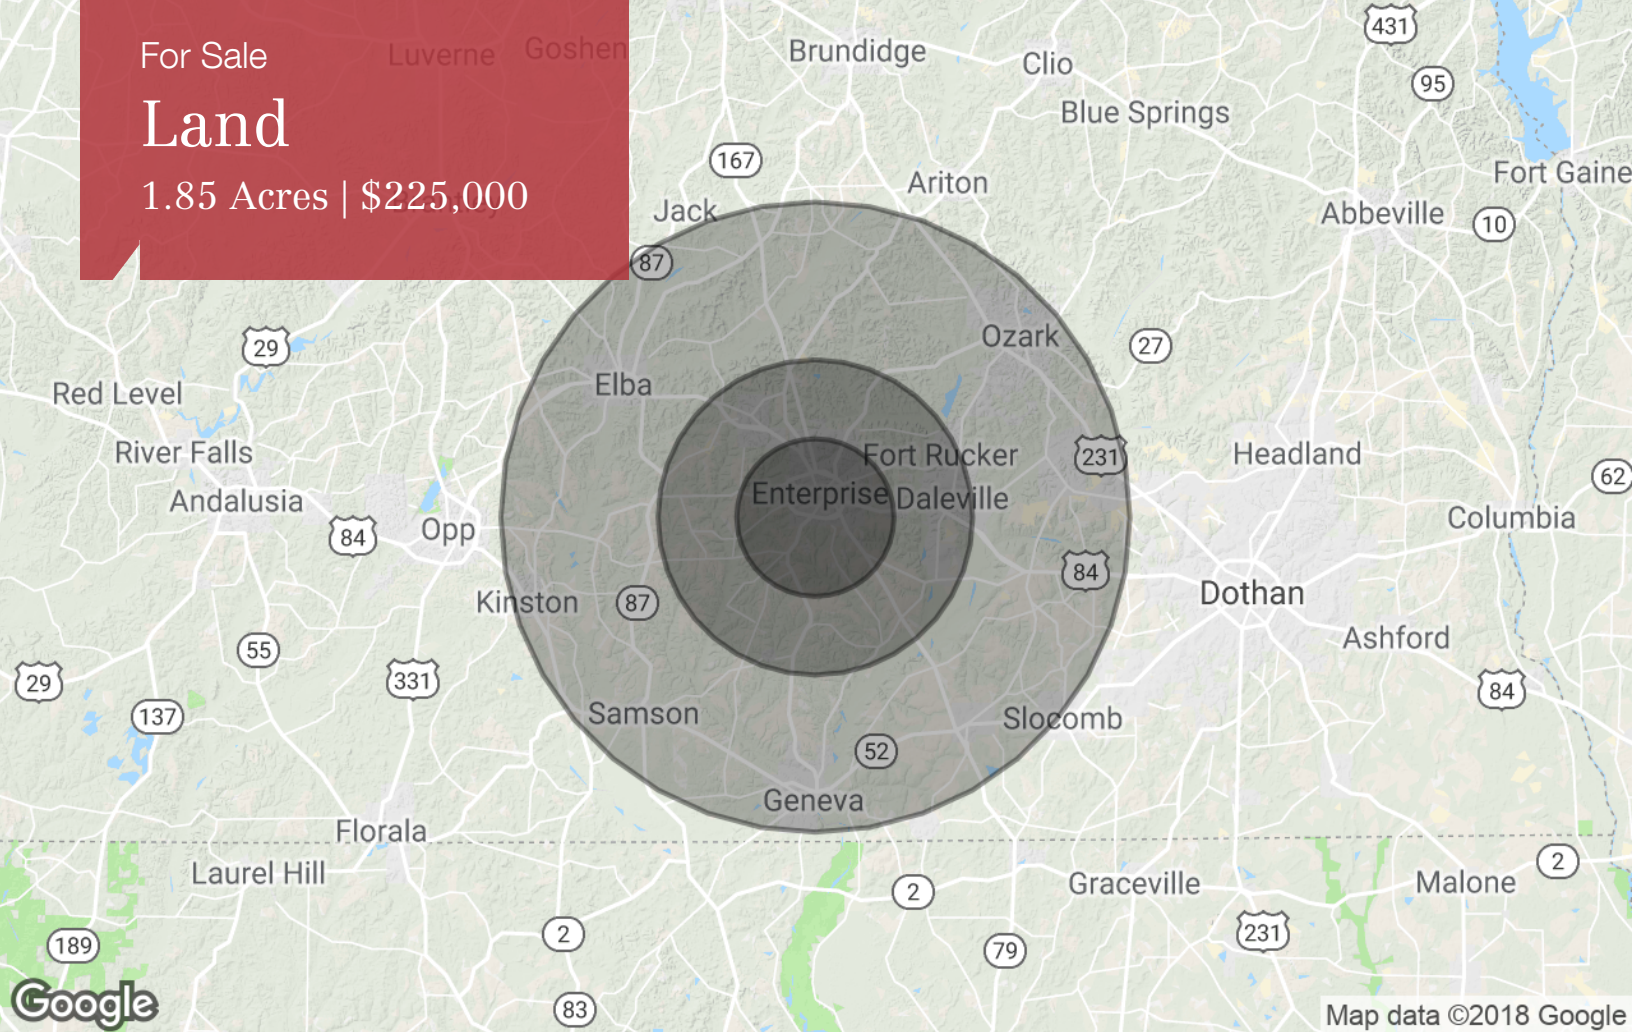 For Sale
Land
1.85 Acres | $225,000
Luverne
Goshen
Brantley
Brundidge
Clio
431
95
Blue Springs
167
Ariton
Fort Gaine
Jack
Abbeville
10
87
29
Ozark
27
Red Level
Elba
River Falls
Fort Rucker
231
Headland
62
Andalusia
Enterprise
Daleville
84
Opp
Columbia
84
Dothan
Kinston
87
Ashford
55
29
331
84
137
Samson
Slocomb
52
Geneva
Florala
Laurel Hill
2
Graceville
Malone
2
189
2
79
231
83
Google
Map data ©2018 Google